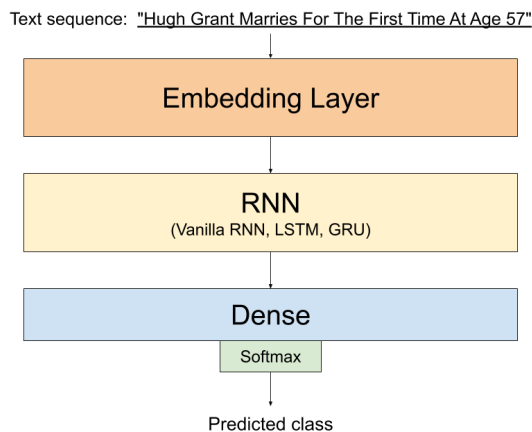 Text sequence: "Hugh Grant Marries For The First Time At Age 57"
Embedding Layer
RNN
(Vanilla RNN, LSTM, GRU)
Dense
Softmax
Predicted class